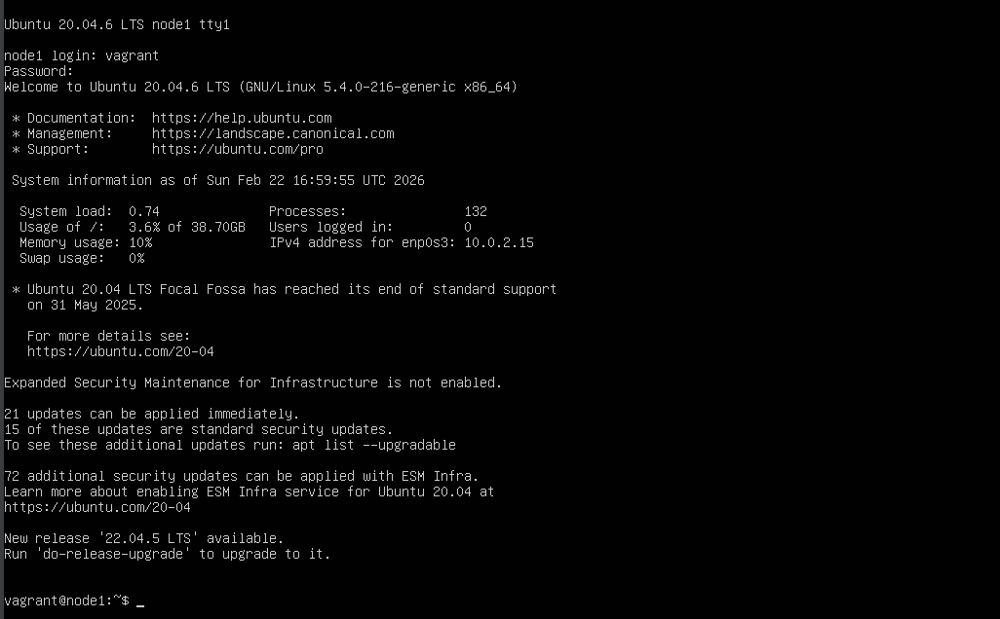 Ubuntu 20.04.6 LTS node1 tty1
node1 login: vagrant
Password:
Welcome to Ubuntu 20.04.6 LTS (GNU/Linux 5.4.0-216-generic x86_64)
* Documentation:  https://help.ubuntu.com
* Management:     https://landscape.canonical.com
* Support:        https://ubuntu.com/pro
System information as of Sun Feb 22 16:59:55 UTC 2026
System load:  0.74               Processes:               132
Usage of /:   3.6% of 38.70GB   Users logged in:         0
Memory usage: 10%               IPv4 address for enp0s3: 10.0.2.15
Swap usage:   0%
* Ubuntu 20.04 LTS Focal Fossa has reached its end of standard support
on 31 May 2025.
For more details see:
https://ubuntu.com/20-04
Expanded Security Maintenance for Infrastructure is not enabled.
21 updates can be applied immediately.
15 of these updates are standard security updates.
To see these additional updates run: apt list --upgradable
72 additional security updates can be applied with ESM Infra.
Learn more about enabling ESM Infra service for Ubuntu 20.04 at
https://ubuntu.com/20-04
New release '22.04.5 LTS' available.
Run 'do-release-upgrade' to upgrade to it.
vagrant@node1:~$ _